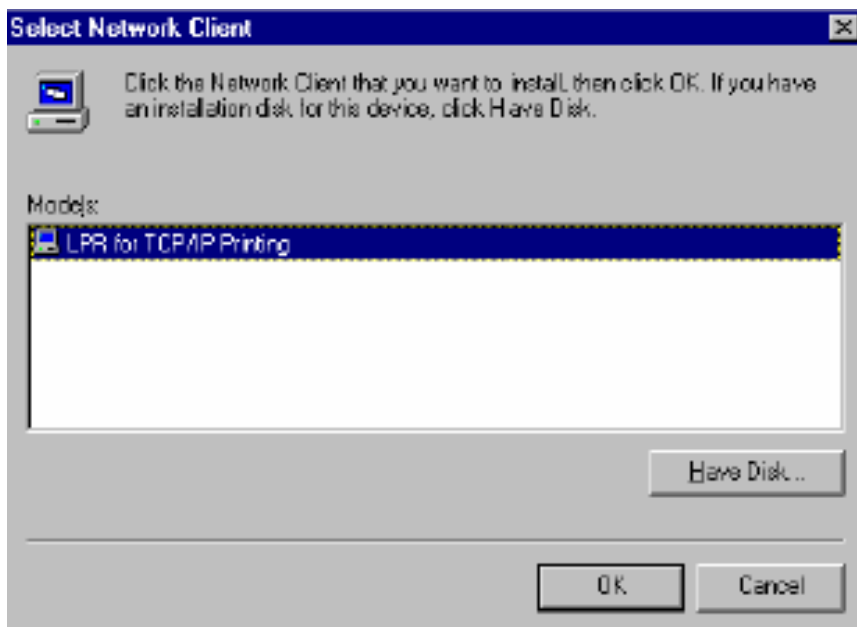 Select Network Client
Click the Network Client that you want to install, then click OK. If you have
an installation disk for this device, click Have Disk.
Models:
LPR for TCP/IP Printing
Have Disk...
OK
Cancel